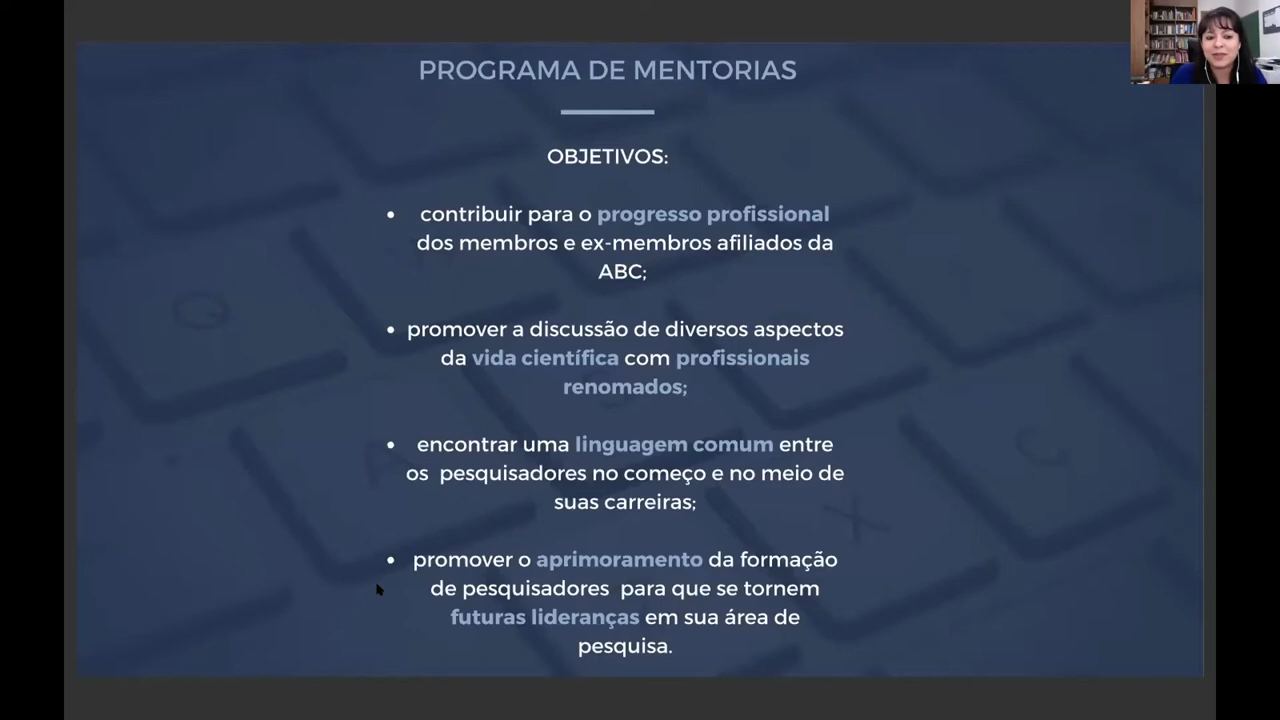 PROGRAMA DE MENTORIAS
OBJETIVOS:
• contribuir para o progresso profissional
dos membros e ex-membros afiliados da
ABC;
• promover a discussão de diversos aspectos
da vida científica com profissionais
renomados;
• encontrar uma linguagem comum entre
os pesquisadores no começo e no meio de
suas carreiras;
• promover o aprimoramento da formação
de pesquisadores para que se tornem
futuras lideranças em sua área de
pesquisa.